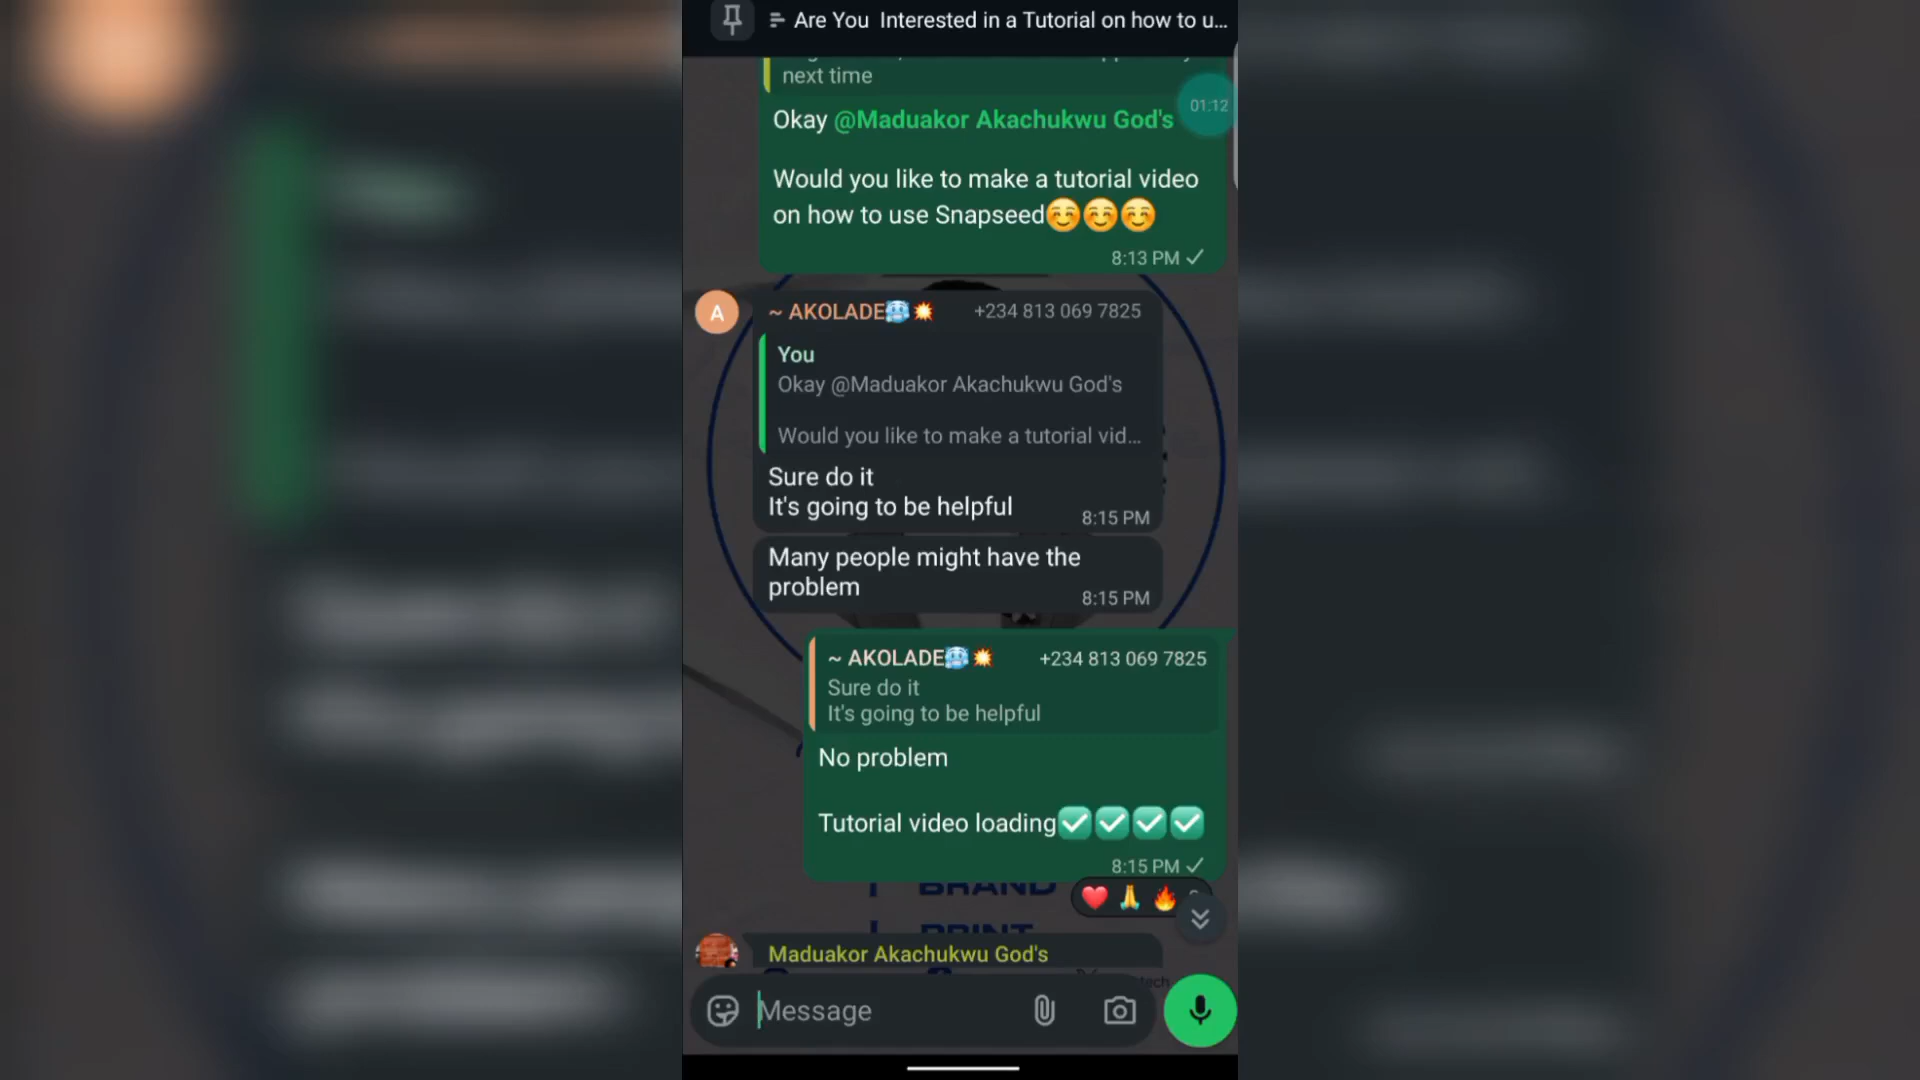 Are You Interested in a Tutorial on how to u...
next time
01:12
Okay @Maduakor Akachukwu God's
Would you like to make a tutorial video
on how to use Snapseed☺️☺️☺️
8:13 PM ✓
A
~ AKOLADE🥶💥 +234 813 069 7825
You
Okay @Maduakor Akachukwu God's
Would you like to make a tutorial vid...
Sure do it
It's going to be helpful
8:15 PM
Many people might have the
problem
8:15 PM
~ AKOLADE🥶💥 +234 813 069 7825
Sure do it
It's going to be helpful
No problem
Tutorial video loading✅✅✅✅
8:15 PM ✓
BRAND
PRINT
Maduakor Akachukwu God's
Message